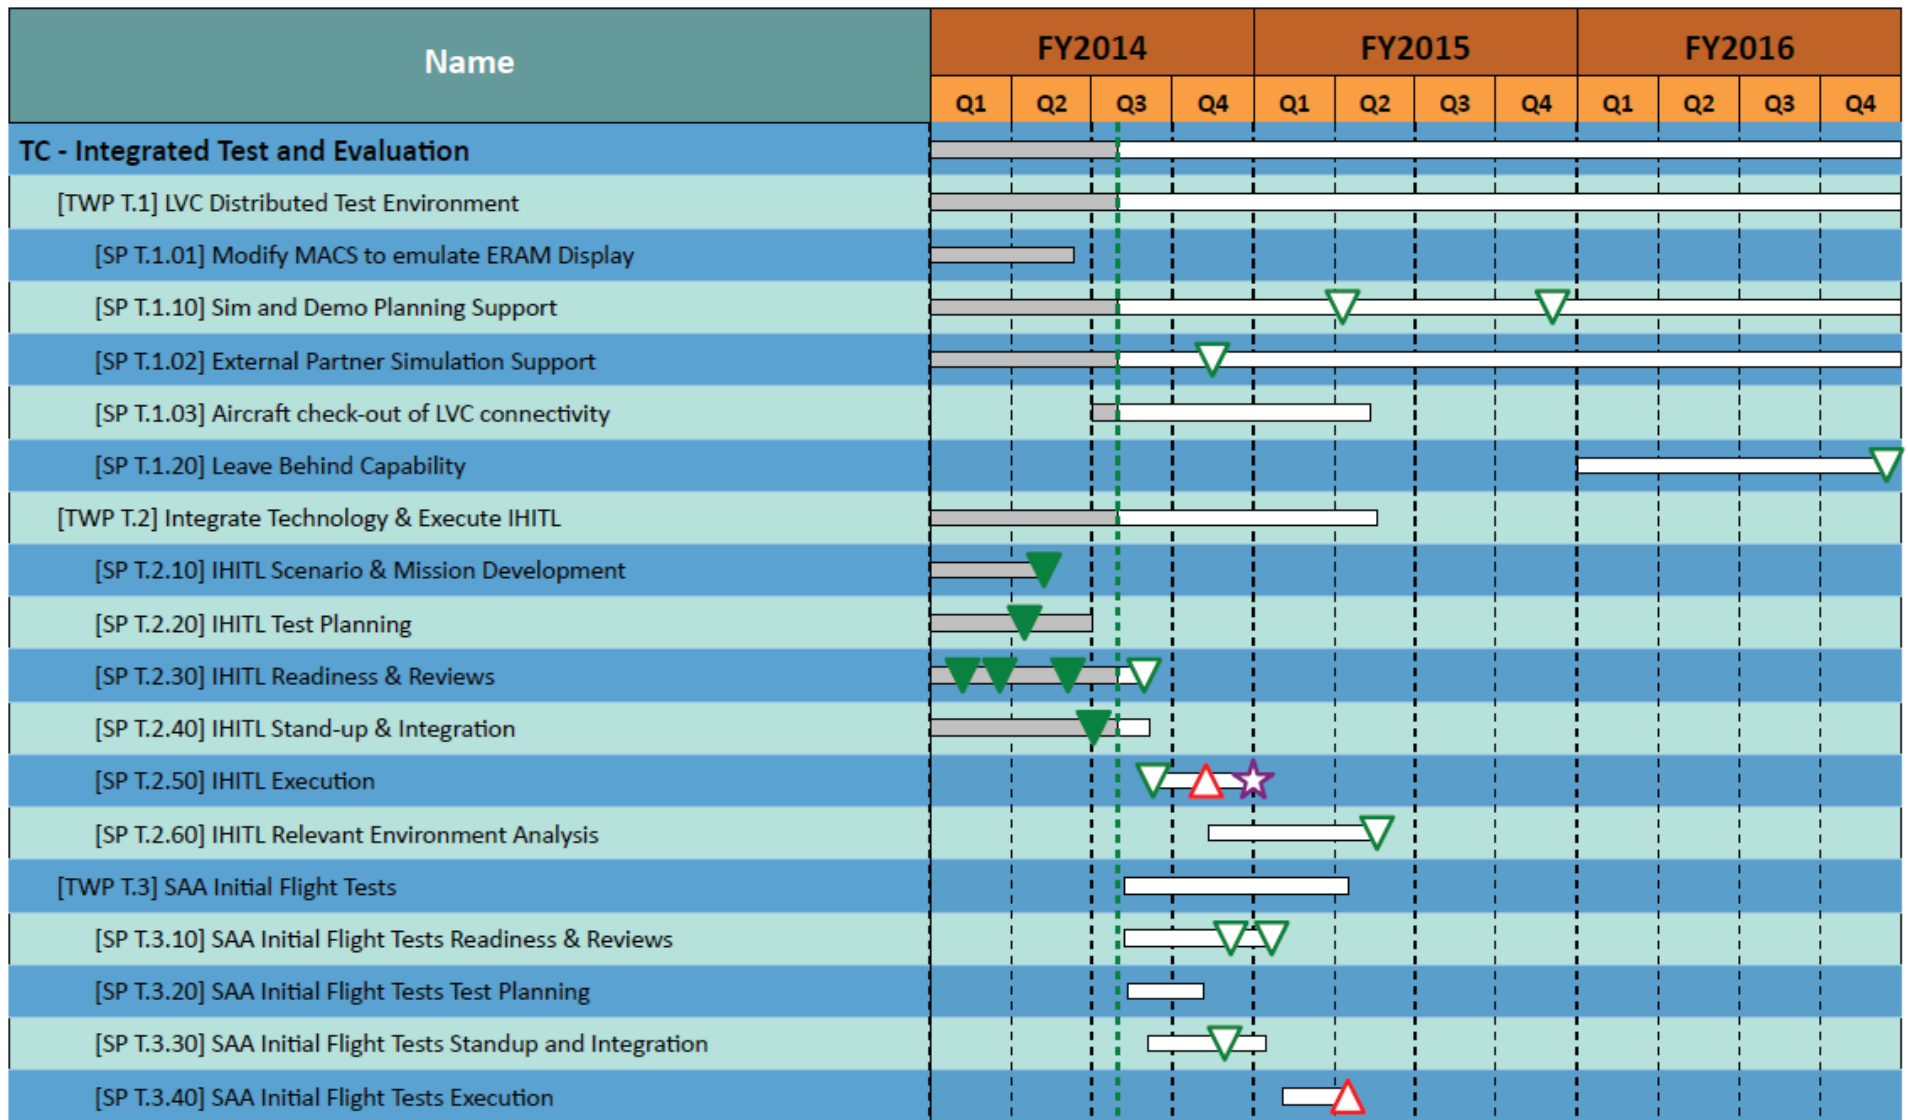 Name
FY2014 FY2015 FY2016
Q1 Q2 Q3 Q4 Q1 Q2 Q3 Q4 Q1 Q2 Q3 Q4
TC - Integrated Test and Evaluation
[TWP T.1] LVC Distributed Test Environment
[SP T.1.01] Modify MACS to emulate ERAM Display
[SP T.1.10] Sim and Demo Planning Support
[SP T.1.02] External Partner Simulation Support
[SP T.1.03] Aircraft check-out of LVC connectivity
[SP T.1.20] Leave Behind Capability
[TWP T.2] Integrate Technology & Execute IHITL
[SP T.2.10] IHITL Scenario & Mission Development
[SP T.2.20] IHITL Test Planning
[SP T.2.30] IHITL Readiness & Reviews
[SP T.2.40] IHITL Stand-up & Integration
[SP T.2.50] IHITL Execution
[SP T.2.60] IHITL Relevant Environment Analysis
[TWP T.3] SAA Initial Flight Tests
[SP T.3.10] SAA Initial Flight Tests Readiness & Reviews
[SP T.3.20] SAA Initial Flight Tests Test Planning
[SP T.3.30] SAA Initial Flight Tests Standup and Integration
[SP T.3.40] SAA Initial Flight Tests Execution